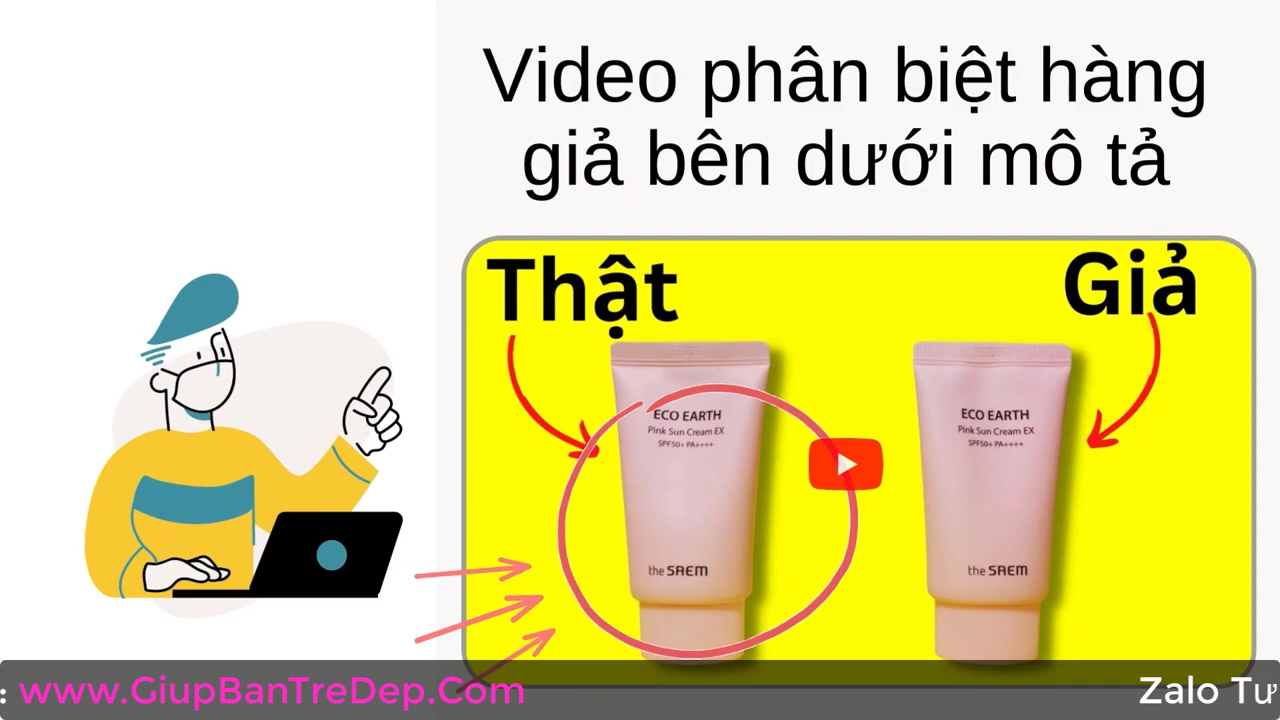 Video phân biệt hàng
giả bên dưới mô tả
Thật
Giả
ECO EARTH
Pink Sun Cream EX
SPF50+ PA++++
the SAEM
ECO EARTH
Pink Sun Cream EX
SPF50+ PA++++
the SAEM
: www.GiupBanTreDep.Com
Zalo Tư